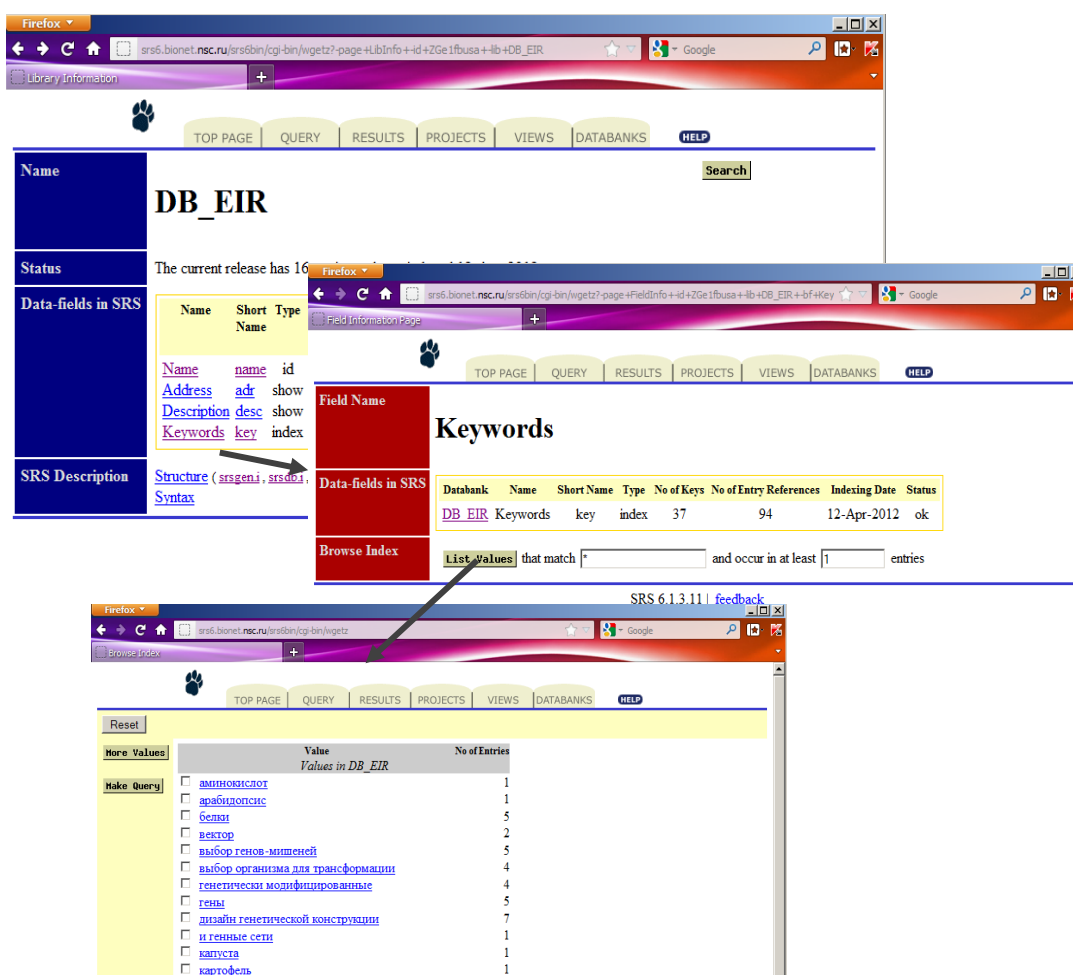 Firefox
srs6.bionet.nsc.ru/srs6bin/cgi-bin/wgetz?-page+LibInfo+-id+ZGe1fbusa+-lib+DB_EIR
Google
Library Information
TOP PAGE QUERY RESULTS PROJECTS VIEWS DATABANKS HELP
Name
Search
DB_EIR
Status The current release has 16
Data-fields in SRS
Name Short Name Type
Name name id
Address adr show
Description desc show
Keywords key index
SRS Description Structure ( srsgen.i , srsdb.i ,
Syntax
Firefox
srs6.bionet.nsc.ru/srs6bin/cgi-bin/wgetz?-page+FieldInfo+-id+ZGe1fbusa+-lib+DB_EIR+-bf+Key
Google
Field Information Page
TOP PAGE QUERY RESULTS PROJECTS VIEWS DATABANKS HELP
Field Name
Keywords
Data-fields in SRS
Databank Name Short Name Type No of Keys No of Entry References Indexing Date Status
DB_EIR Keywords key index 37 94 12-Apr-2012 ok
Browse Index List Values that match * and occur in at least 1 entries
SRS 6.1.3.11 | feedback
Firefox
srs6.bionet.nsc.ru/srs6bin/cgi-bin/wgetz
Google
Browse Index
TOP PAGE QUERY RESULTS PROJECTS VIEWS DATABANKS HELP
Reset
More Values
Make Query
Value No of Entries
Values in DB_EIR
аминокислот 1
арабидопсис 1
белки 5
вектор 2
выбор генов-мишеней 5
выбор организма для трансформации 4
генетически модифицированные 4
гены 5
дизайн генетической конструкции 7
и генные сети 1
капуста 1
картофель 1